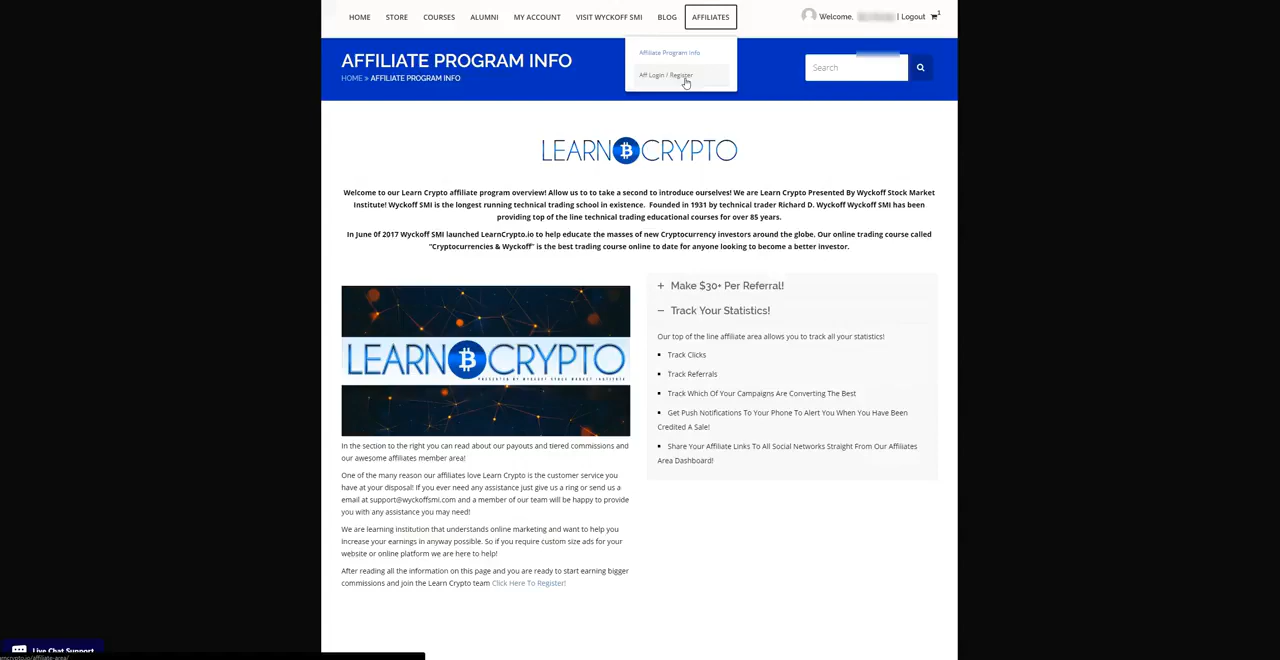 HOME STORE COURSES ALUMNI MY ACCOUNT VISIT WYCKOFF SMI BLOG AFFILIATES
Welcome, | Logout 1
Affiliate Program Info
Aff Login / Register
AFFILIATE PROGRAM INFO
HOME » AFFILIATE PROGRAM INFO
Search
LEARN CRYPTO
Welcome to our Learn Crypto affiliate program overview! Allow us to to take a second to introduce ourselves! We are Learn Crypto Presented By Wyckoff Stock Market
Institute! Wyckoff SMI is the longest running technical trading school in existence. Founded in 1931 by technical trader Richard D. Wyckoff Wyckoff SMI has been
providing top of the line technical trading educational courses for over 85 years.
In June 0f 2017 Wyckoff SMI launched LearnCrypto.io to help educate the masses of new Cryptocurrency investors around the globe. Our online trading course called
"Cryptocurrencies & Wyckoff" is the best trading course online to date for anyone looking to become a better investor.
LEARN CRYPTO
PRESENTED BY WYCKOFF STOCK MARKET INSTITUTE
In the section to the right you can read about our payouts and tiered commissions and
our awesome affiliates member area!
One of the many reason our affiliates love Learn Crypto is the customer service you
have at your disposal! If you ever need any assistance just give us a ring or send us a
email at support@wyckoffsmi.com and a member of our team will be happy to provide
you with any assistance you may need!
We are learning institution that understands online marketing and want to help you
increase your earnings in anyway possible. So if you require custom size ads for your
website or online platform we are here to help!
After reading all the information on this page and you are ready to start earning bigger
commissions and join the Learn Crypto team Click Here To Register!
+ Make $30+ Per Referral!
− Track Your Statistics!
Our top of the line affiliate area allows you to track all your statistics!
▪ Track Clicks
▪ Track Referrals
▪ Track Which Of Your Campaigns Are Converting The Best
▪ Get Push Notifications To Your Phone To Alert You When You Have Been
Credited A Sale!
▪ Share Your Affiliate Links To All Social Networks Straight From Our Affiliates
Area Dashboard!
Live Chat Support